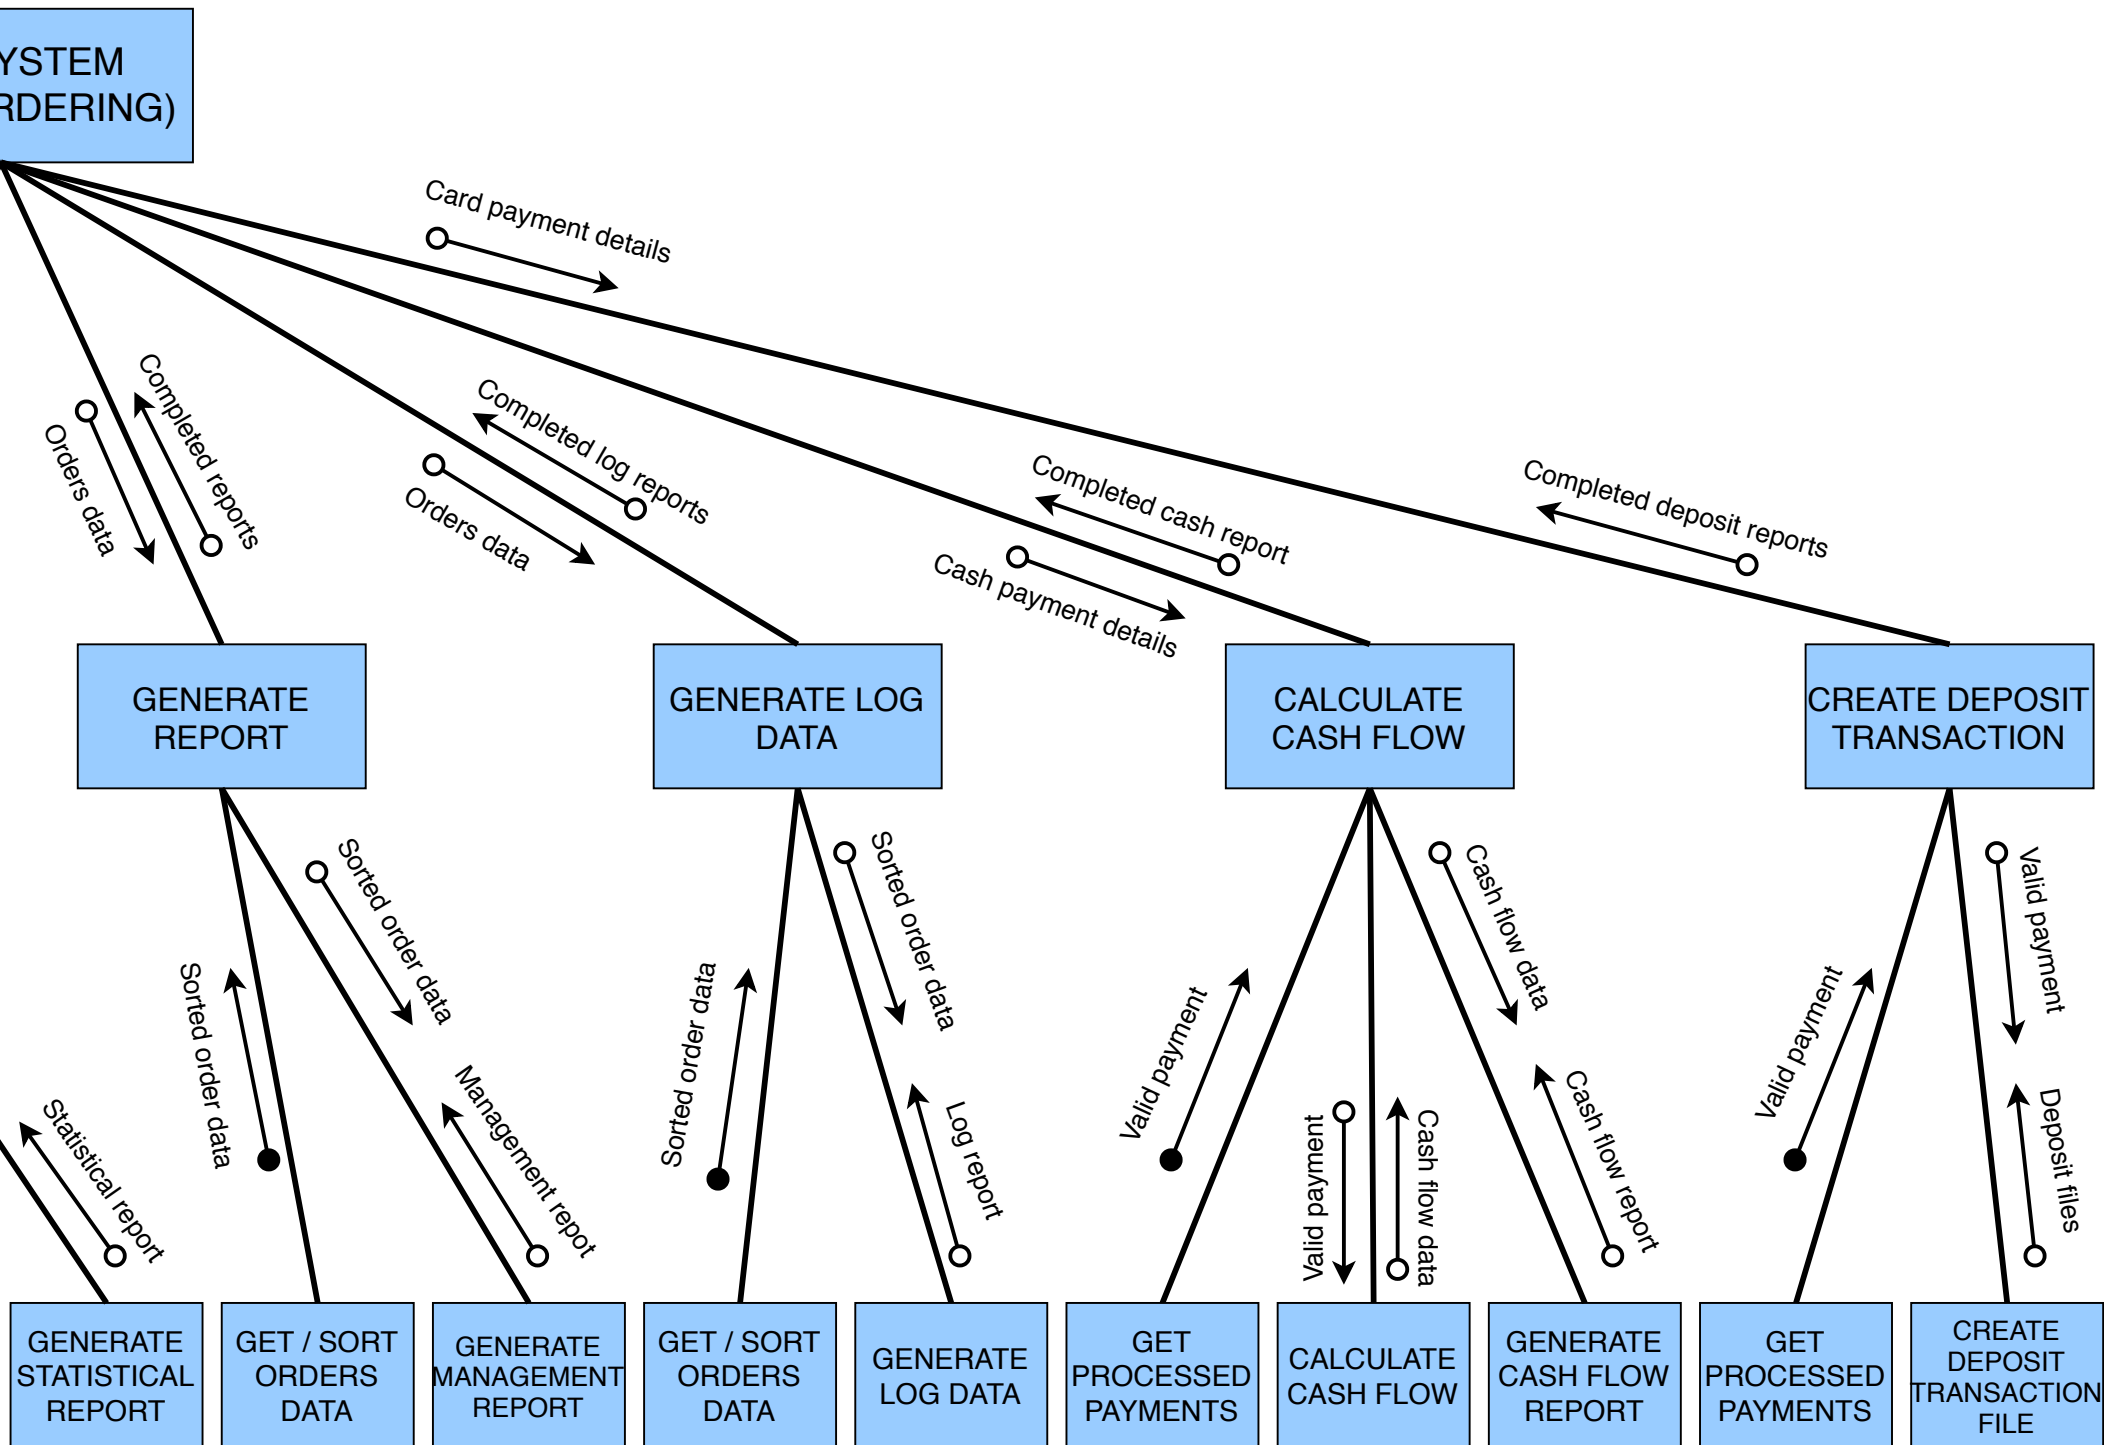 YSTEM
RDERING)
Card payment details
Completed reports
Orders data
Completed log reports
Orders data
Completed cash report
Cash payment details
Completed deposit reports
GENERATE
REPORT
GENERATE LOG
DATA
CALCULATE
CASH FLOW
CREATE DEPOSIT
TRANSACTION
Sorted order data
Sorted order data
Management repot
Statistical report
Sorted order data
Sorted order data
Log report
Valid payment
Valid payment
Cash flow data
Cash flow data
Cash flow report
Valid payment
Valid payment
Deposit files
GENERATE
STATISTICAL
REPORT
GET / SORT
ORDERS
DATA
GENERATE
MANAGEMENT
REPORT
GET / SORT
ORDERS
DATA
GENERATE
LOG DATA
GET
PROCESSED
PAYMENTS
CALCULATE
CASH FLOW
GENERATE
CASH FLOW
REPORT
GET
PROCESSED
PAYMENTS
CREATE
DEPOSIT
TRANSACTION
FILE